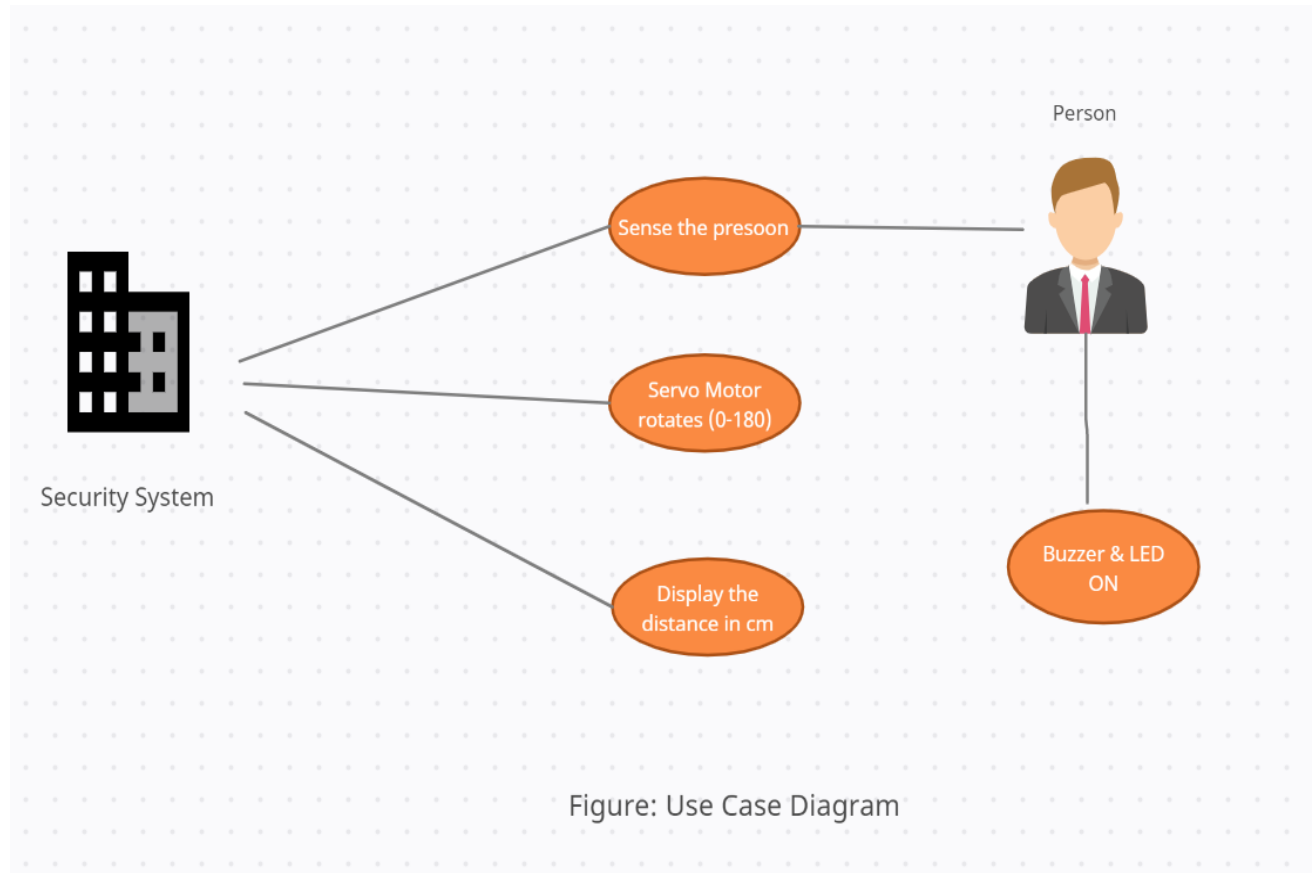 Person
Sense the presoon
Servo Motor
rotates (0-180)
Security System
Buzzer & LED
ON
Display the
distance in cm
Figure: Use Case Diagram